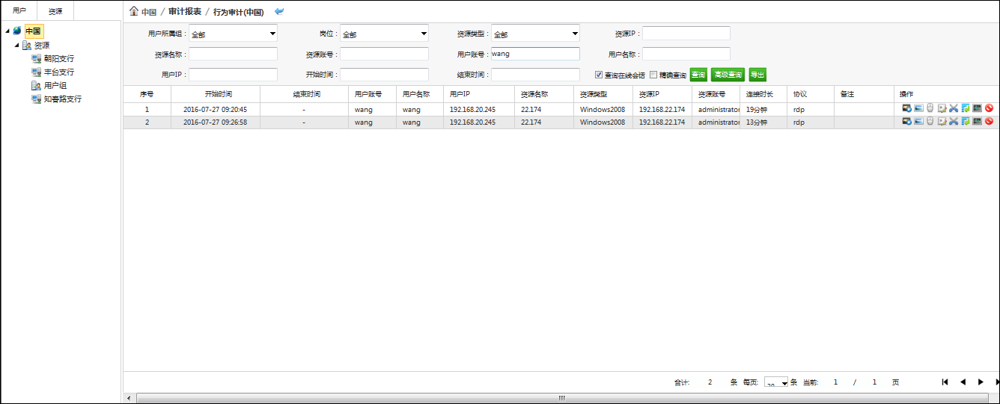 用户 资源
中国
资源
朝阳支行
丰台支行
用户组
知春路支行
中国 / 审计报表 / 行为审计(中国)
用户所属组： 全部 岗位： 全部 资源类型： 全部 资源IP：
资源名称： 资源账号： 用户账号： wang 用户名称：
用户IP： 开始时间： 结束时间： 查询在线会话 精确查询 查询 高级查询 导出
序号 开始时间 结束时间 用户账号 用户名称 用户IP 资源名称 资源类型 资源IP 资源账号 连接时长 协议 备注 操作
1 2016-07-27 09:20:45 - wang wang 192.168.20.245 22.174 Windows2008 192.168.22.174 administrator 19分钟 rdp
2 2016-07-27 09:26:58 - wang wang 192.168.20.245 22.174 Windows2008 192.168.22.174 administrator 13分钟 rdp
合计: 2 条 每页: 条 当前: 1 / 1 页